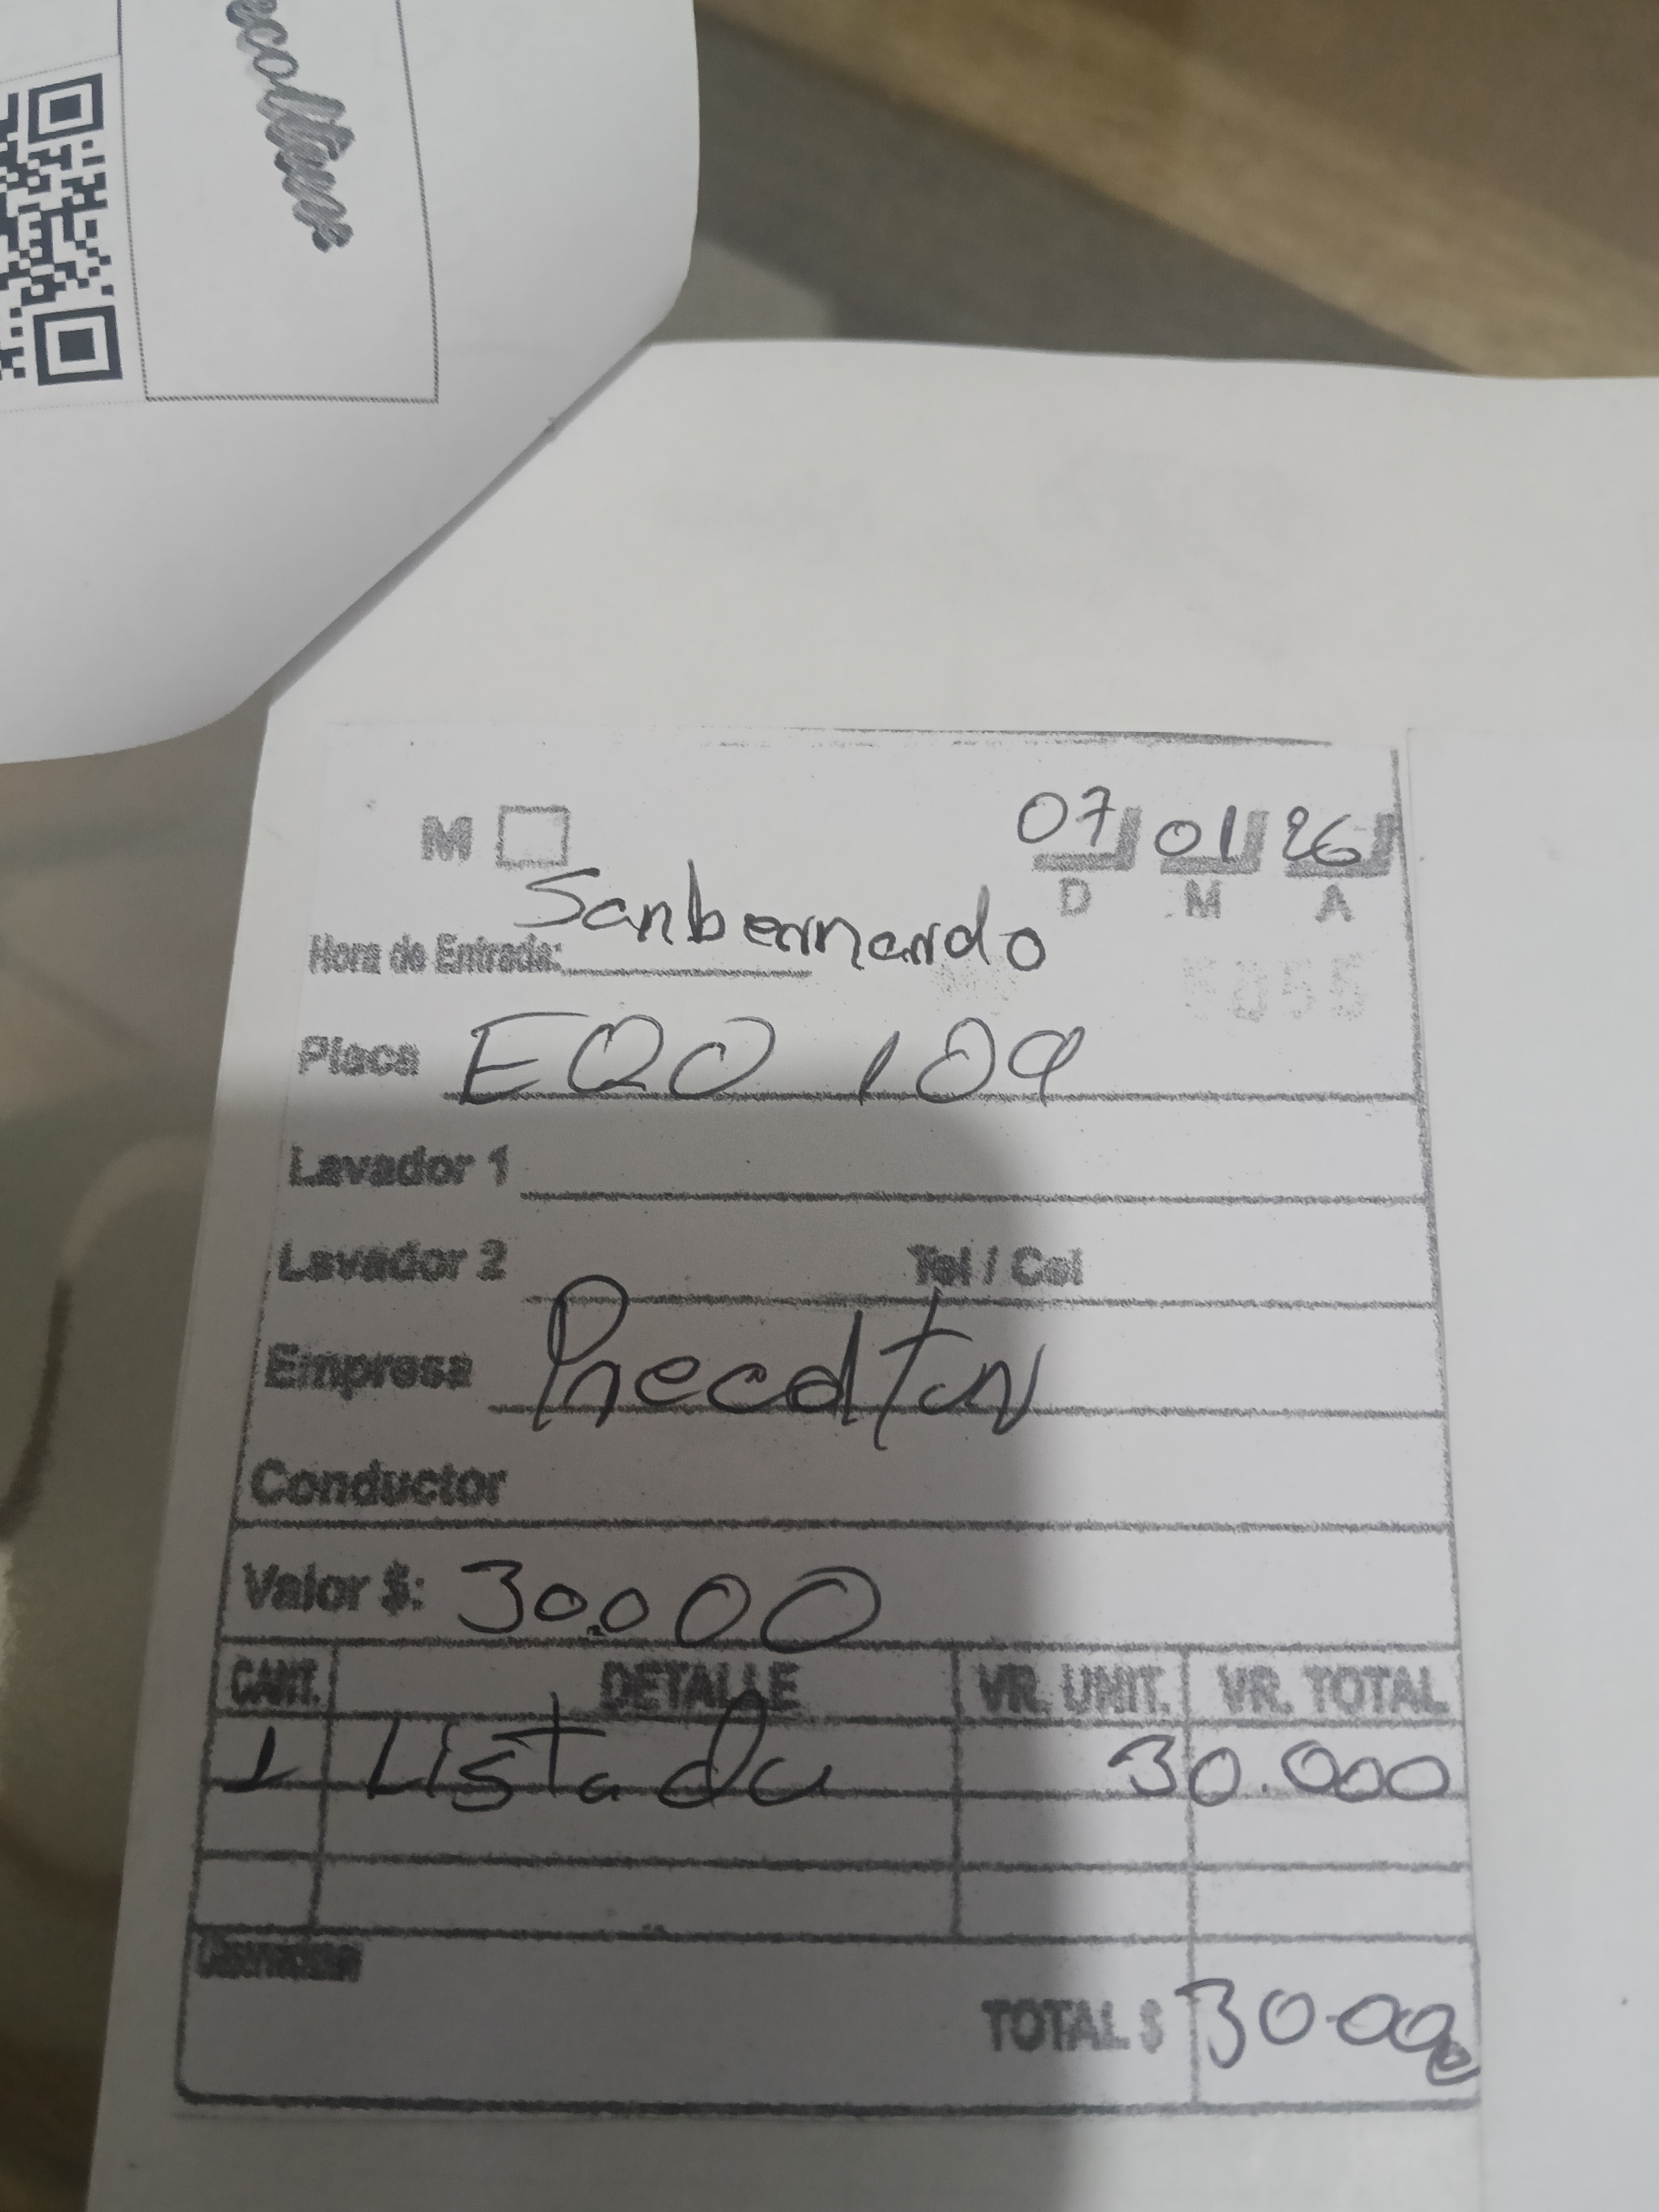 M
07 01 26
D M A
Sanbernardo
Hora de Entrada:
Placa EQO 109
Lavador 1
Lavador 2 Tel / Cel
Empresa
Conductor
Valor $: 30.000
CANT. DETALLE VR. UNIT. VR. TOTAL
1 Listada 30.000
TOTAL $ 30.000